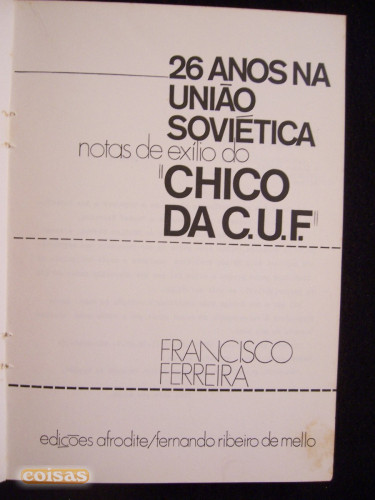 26 ANOS NA
UNIÃO
SOVIÉTICA
notas de exílio do
"CHICO
DA C.U.F."
FRANCISCO
FERREIRA
edições afrodite/fernando ribeiro de mello
coisas